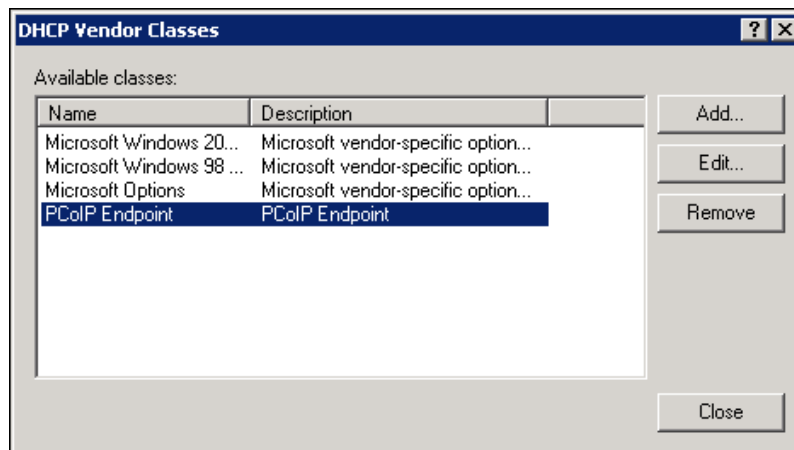 DHCP Vendor Classes
Available classes:
Name Description
Add...
Microsoft Windows 20... Microsoft vendor-specific option...
Microsoft Windows 98 ... Microsoft vendor-specific option...
Edit...
Microsoft Options Microsoft vendor-specific option...
PCoIP Endpoint PCoIP Endpoint
Remove
Close